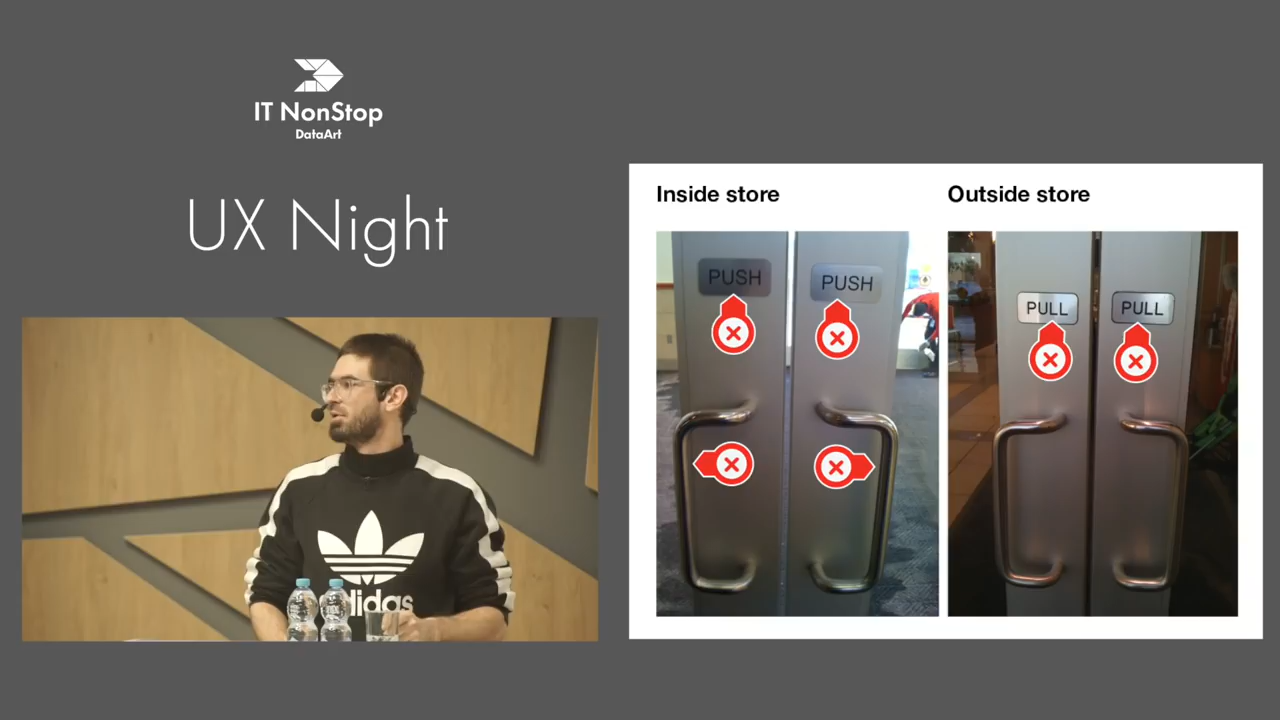 IT NonStop
DataArt
UX Night
Inside store
Outside store
PUSH
PUSH
PULL
PULL
adidas